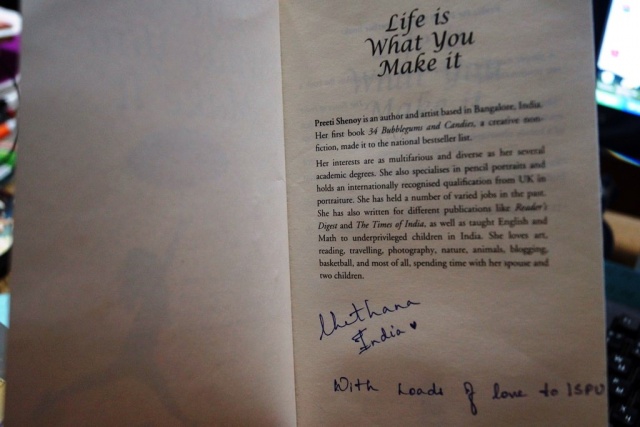 Life is
What You
Make it
Preeti Shenoy is an author and artist based in Bangalore, India.
Her first book 34 Bubblegums and Candies, a creative non-
fiction, made it to the national bestseller list.
Her interests are as multifarious and diverse as her several
academic degrees. She also specialises in pencil portraits and
holds an internationally recognised qualification from UK in
portraiture. She has held a number of varied jobs in the past.
She has also written for different publications like Reader's
Digest and The Times of India, as well as taught English and
Math to underprivileged children in India. She loves art,
reading, travelling, photography, nature, animals, blogging,
basketball, and most of all, spending time with her spouse and
two children.
Chethana
India ♥
With Loads of love to ISPU